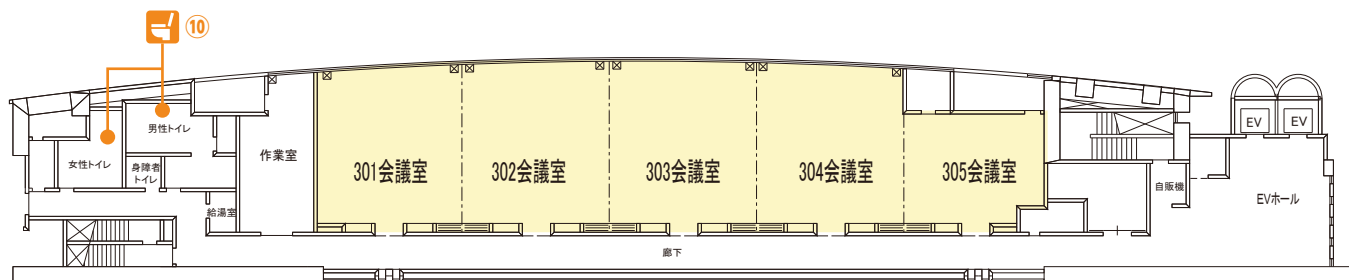 ⑩
男性トイレ
女性トイレ
身障者
トイレ
給湯室
作業室
301会議室
302会議室
303会議室
304会議室
305会議室
自販機
EV
EV
EVホール
廊下